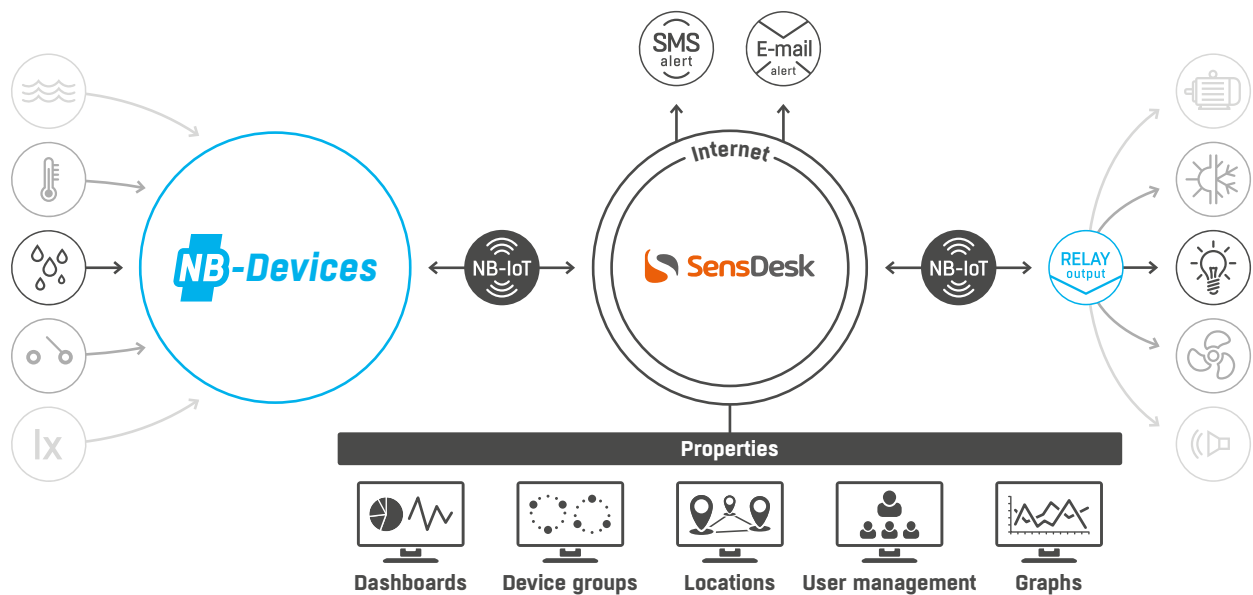 SMS
alert
E-mail
alert
Internet
NB-Devices
NB-IoT
SensDesk
NB-IoT
RELAY
output
lx
Properties
Dashboards
Device groups
Locations
User management
Graphs